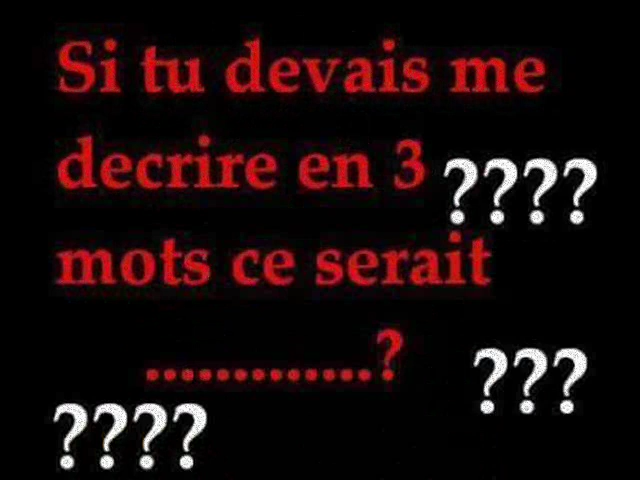 Si tu devais me
decrire en 3 ????
mots ce serait
.............? ???
????